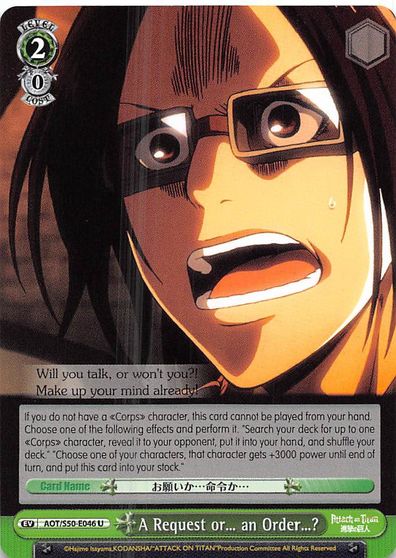 LEVEL
2
0
COST
Will you talk, or won't you?!
Make up your mind already!
If you do not have a «Corps» character, this card cannot be played from your hand.
Choose one of the following effects and perform it. "Search your deck for up to one
«Corps» character, reveal it to your opponent, put it into your hand, and shuffle your
deck." "Choose one of your characters, that character gets +3000 power until end of
turn, and put this card into your stock."
Card Name お願いか…命令か…
EV AOT/S50-E046 U A Request or... an Order...? Attack on Titan
進撃の巨人
©Hajime Isayama,KODANSHA/"ATTACK ON TITAN"Production Committee. All Rights Reserved.